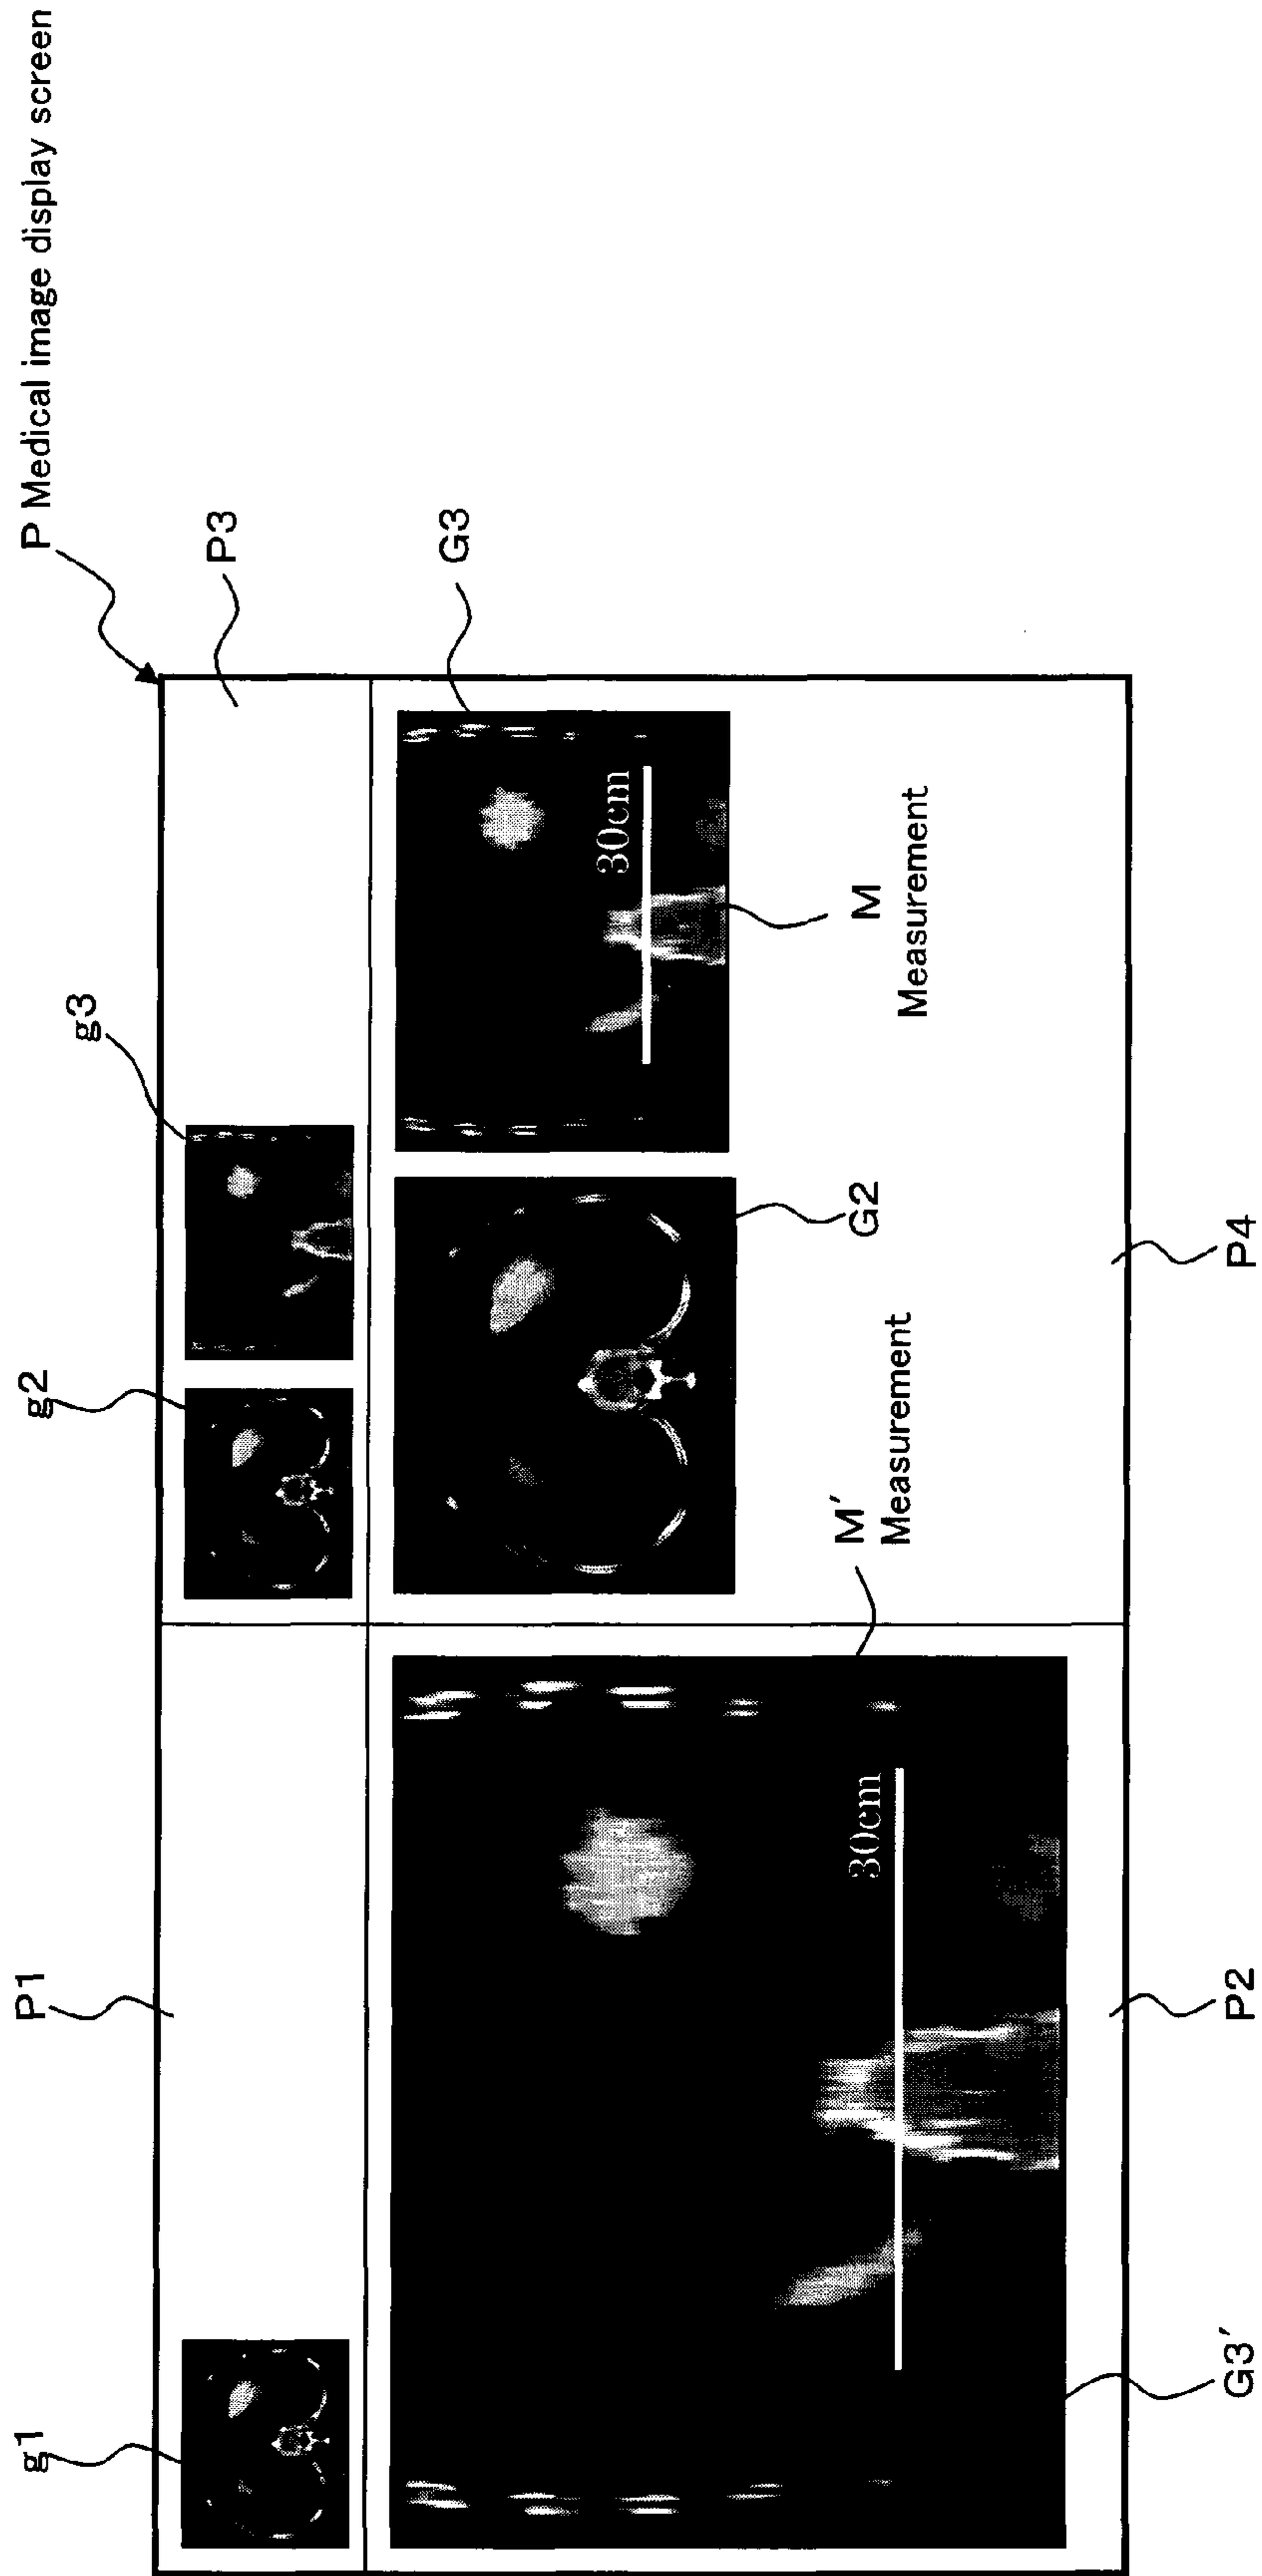 P Medical image display screen
P1
P3
g1
g2
g3
G3
30cm
30cm
M
Measurement
G2
M′
Measurement
G3′
P2
P4